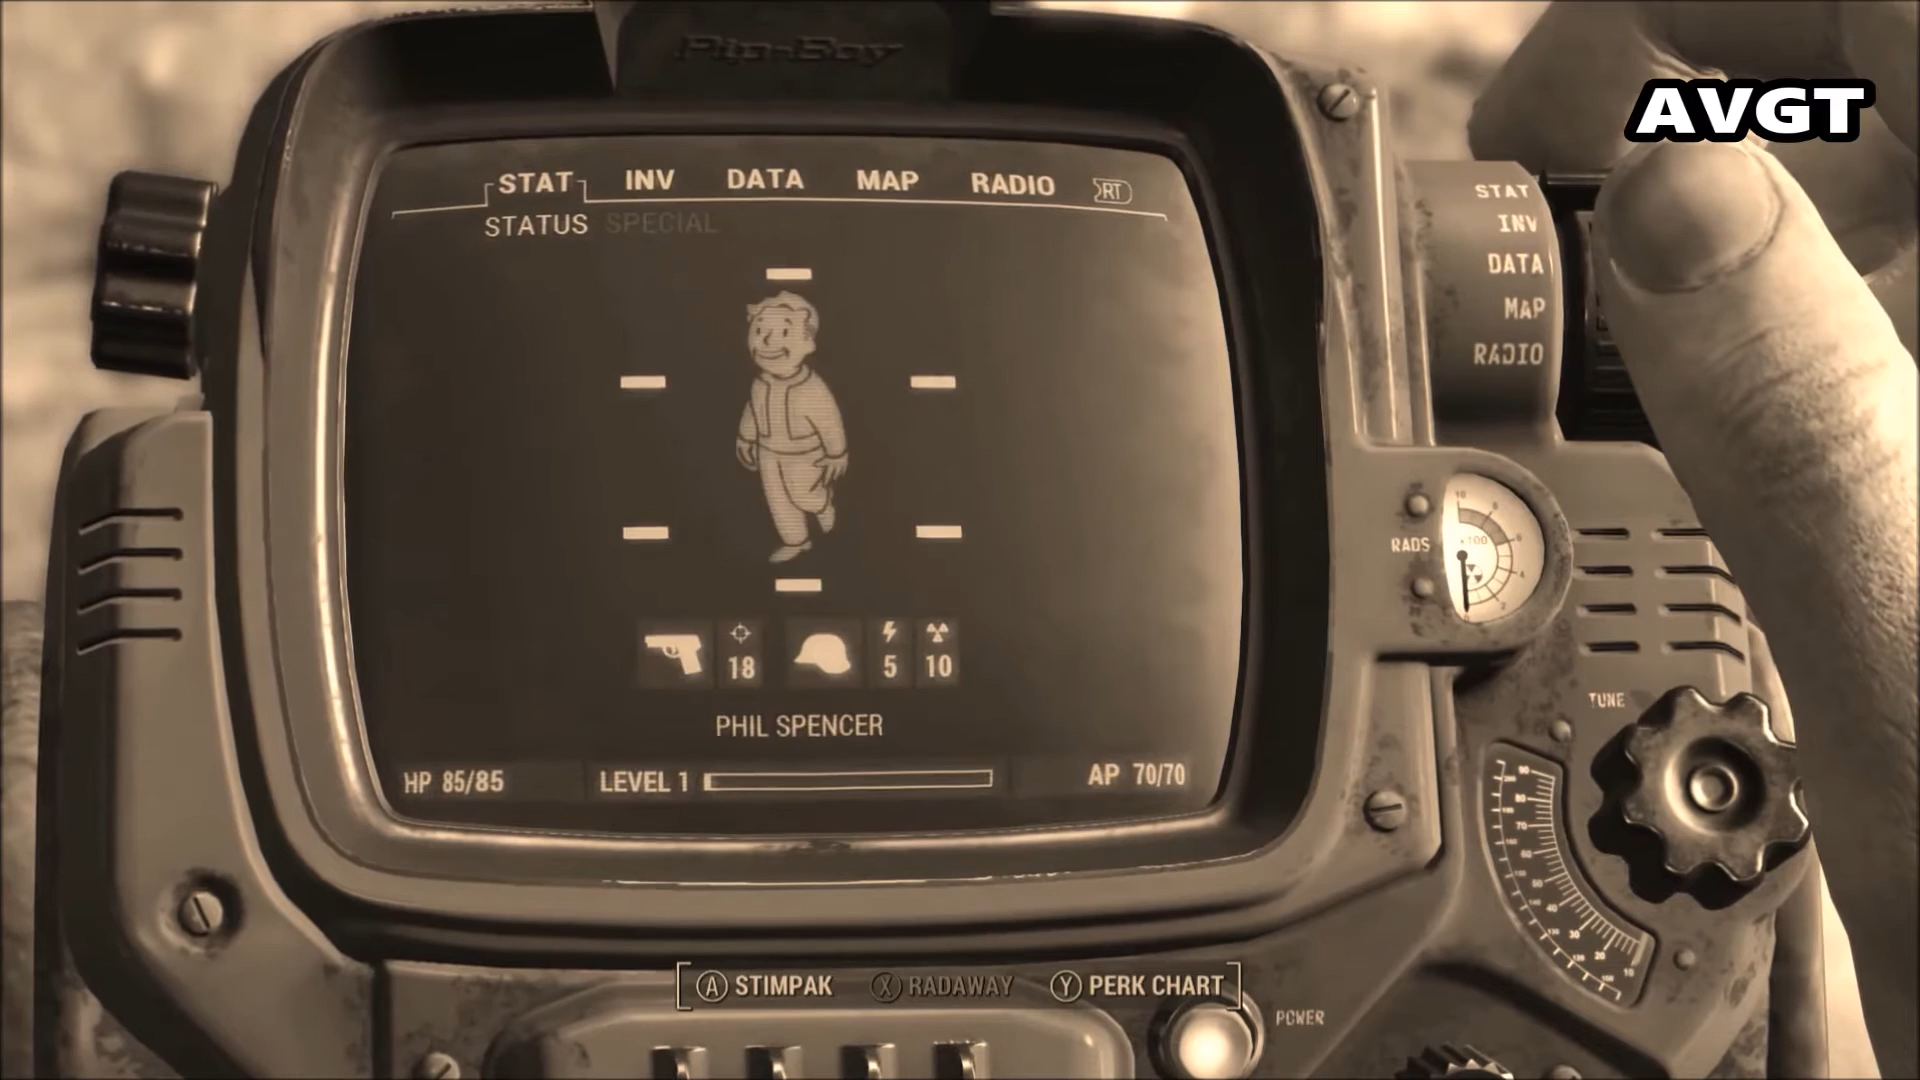 Pip-Boy
AVGT
STAT INV DATA MAP RADIO RT
STATUS SPECIAL
STAT
INV
DATA
MAP
RADIO
RADS
18 5 10
PHIL SPENCER
HP 85/85 LEVEL 1 AP 70/70
TUNE
A STIMPAK X RADAWAY Y PERK CHART
POWER